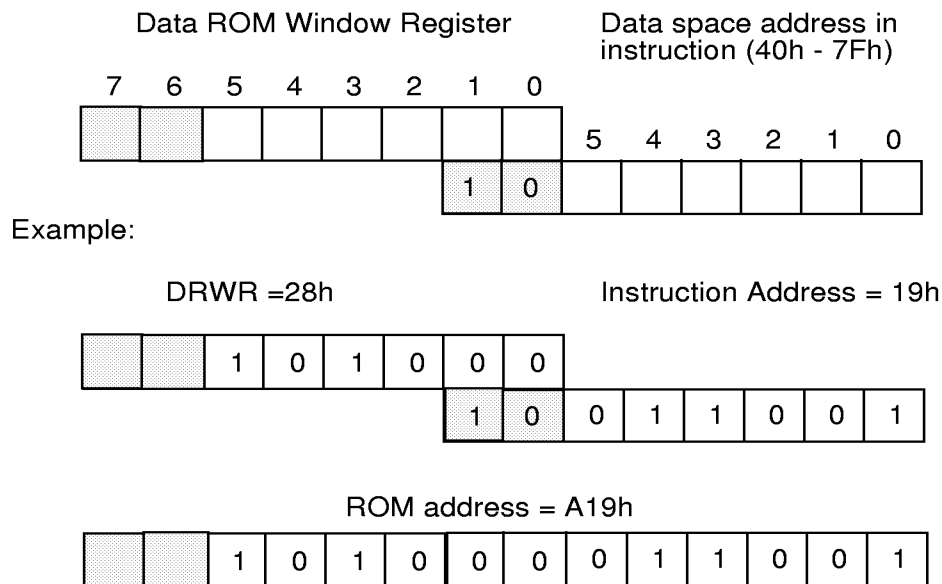 Data ROM Window Register
Data space address in
instruction (40h - 7Fh)
7 6 5 4 3 2 1 0
5 4 3 2 1 0
1 0
Example:
DRWR =28h
Instruction Address = 19h
1 0 1 0 0 0
1 0 0 1 1 0 0 1
ROM address = A19h
1 0 1 0 0 0 0 1 1 0 0 1